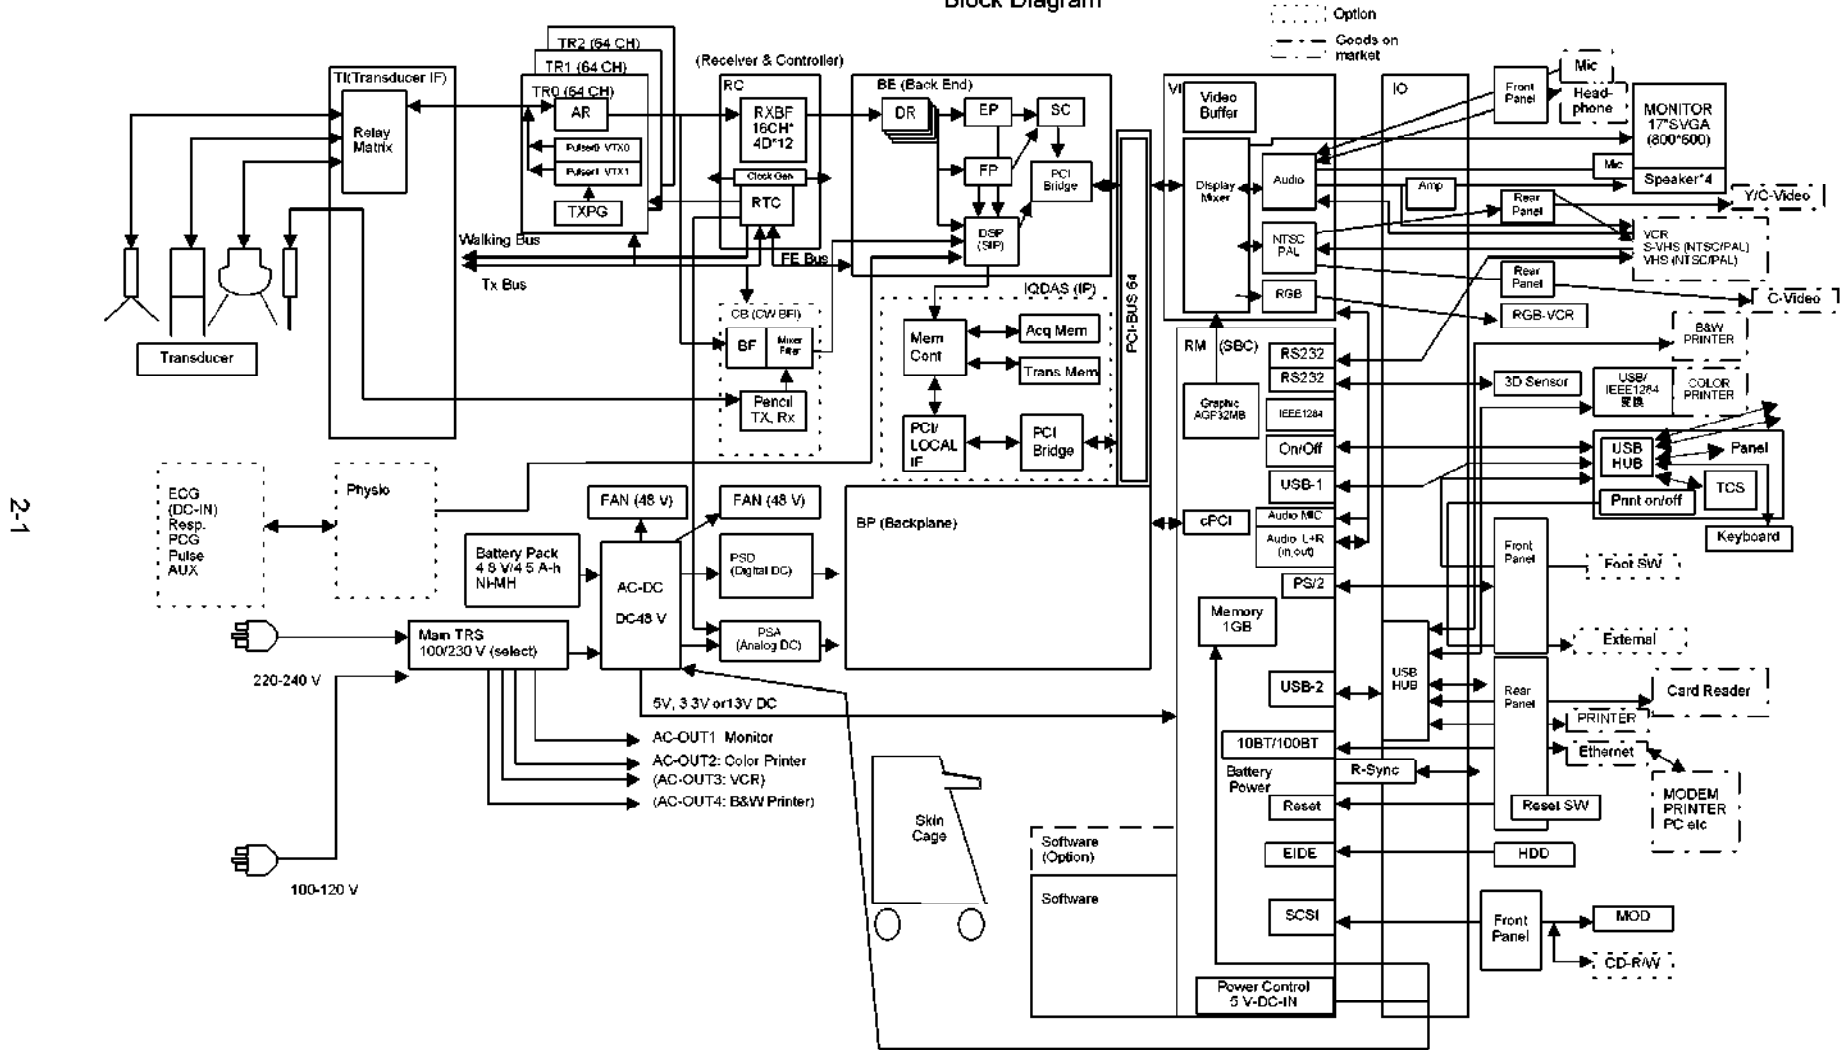 Block Diagram
Option
Goods on
market
TR2 (64 CH)
TR1 (64 CH)
TR0 (64 CH)
AR
Pulser0 VTX0
Pulser1 VTX1
TXPG
TI(Transducer IF)
Relay
Matrix
Transducer
Walking Bus
Tx Bus
FE Bus
(Receiver & Controller)
RC
RXBF
16CH*
4D*12
Clock Gen
RTC
CB (CW BFI)
BF
Mixer
Filter
Pencil
TX, Rx
BE (Back End)
DR
EP
SC
FP
PCI
Bridge
DSP
(SIP)
IQDAS (IP)
Mem
Cont
Acq Mem
Trans Mem
PCI/
LOCAL
IF
PCI
Bridge
PCI-BUS 64
VI
Video
Buffer
Display
Mixer
Audio
NTSC
PAL
RGB
IO
Amp
Front
Panel
Mic
Head-
phone
MONITOR
17"SVGA
(800*600)
Mic
Speaker*4
Rear
Panel
Y/C-Video
VCR
S-VHS (NTSC/PAL)
VHS (NTSC/PAL)
Rear
Panel
C-Video
RGB-VCR
B&W
PRINTER
RM (SBC)
RS232
RS232
3D Sensor
USB/
IEEE1284
変換
COLOR
PRINTER
Graphic
AGP32MB
IEEE1284
On/Off
USB-1
USB
HUB
Panel
TCS
Print on/off
Keyboard
Audio MIC
cPCI
Audio L+R
(in,out)
PS/2
Front
Panel
Foot SW
External
Memory
1GB
USB-2
USB
HUB
Rear
Panel
Card Reader
PRINTER
10BT/100BT
Ethernet
Battery
Power
R-Sync
Reset
Reset SW
MODEM
PRINTER
PC etc
EIDE
HDD
SCSI
Front
Panel
MOD
CD-R/W
Power Control
5 V-DC-IN
ECG
(DC-IN)
Resp.
PCG
Pulse
AUX
Physio
FAN (48 V)
FAN (48 V)
BP (Backplane)
Battery Pack
4 8 V/4 5 A-h
Ni-MH
AC-DC
DC48 V
PSD
(Digital DC)
PSA
(Analog DC)
Main TRS
100/230 V (select)
220-240 V
5V, 3 3V or13V DC
AC-OUT1 Monitor
AC-OUT2: Color Printer
(AC-OUT3: VCR)
(AC-OUT4: B&W Printer)
100-120 V
Skin
Cage
Software
(Option)
Software
2-1